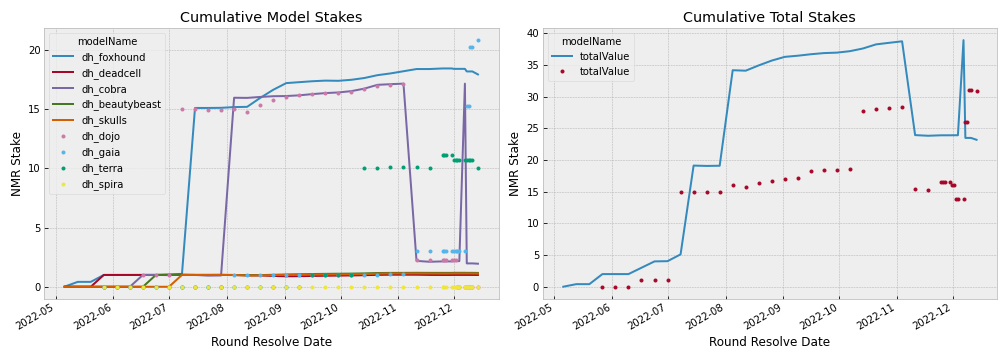 Cumulative Model Stakes
NMR Stake
20
15
10
5
0
modelName
dh_foxhound
dh_deadcell
dh_cobra
dh_beautybeast
dh_skulls
dh_dojo
dh_gaia
dh_terra
dh_spira
2022-05
2022-06
2022-07
2022-08
2022-09
2022-10
2022-11
2022-12
Round Resolve Date
Cumulative Total Stakes
NMR Stake
40
35
30
25
20
15
10
5
0
modelName
totalValue
totalValue
2022-05
2022-06
2022-07
2022-08
2022-09
2022-10
2022-11
2022-12
Round Resolve Date